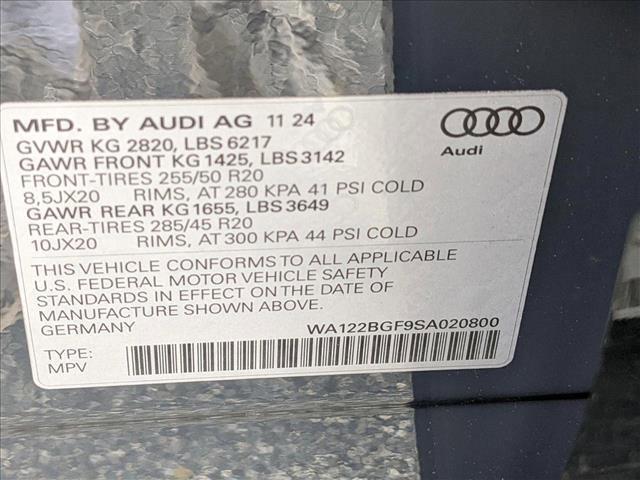 MFD. BY AUDI AG 11 24
GVWR KG 2820, LBS 6217
GAWR FRONT KG 1425, LBS 3142
FRONT-TIRES 255/50 R20
8,5JX20 RIMS, AT 280 KPA 41 PSI COLD
GAWR REAR KG 1655, LBS 3649
REAR-TIRES 285/45 R20
10JX20 RIMS, AT 300 KPA 44 PSI COLD
THIS VEHICLE CONFORMS TO ALL APPLICABLE
U.S. FEDERAL MOTOR VEHICLE SAFETY
STANDARDS IN EFFECT ON THE DATE OF
MANUFACTURE SHOWN ABOVE.
GERMANY WA122BGF9SA020800
TYPE:
MPV
Audi